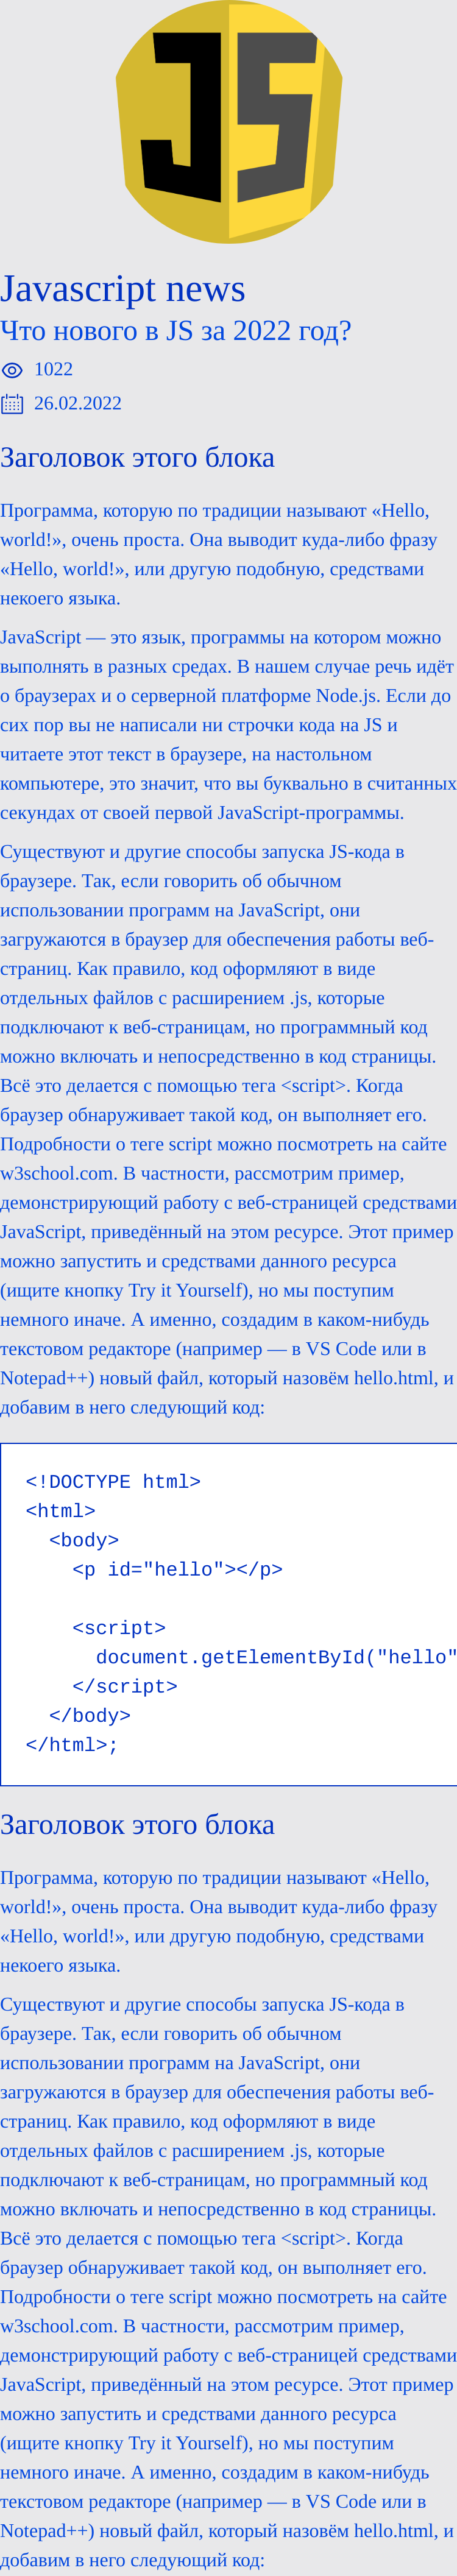 JS
Javascript news
Что нового в JS за 2022 год?
1022
26.02.2022
Заголовок этого блока
Программа, которую по традиции называют «Hello,
world!», очень проста. Она выводит куда-либо фразу
«Hello, world!», или другую подобную, средствами
некоего языка.
JavaScript — это язык, программы на котором можно
выполнять в разных средах. В нашем случае речь идёт
о браузерах и о серверной платформе Node.js. Если до
сих пор вы не написали ни строчки кода на JS и
читаете этот текст в браузере, на настольном
компьютере, это значит, что вы буквально в считанных
секундах от своей первой JavaScript-программы.
Существуют и другие способы запуска JS-кода в
браузере. Так, если говорить об обычном
использовании программ на JavaScript, они
загружаются в браузер для обеспечения работы веб-
страниц. Как правило, код оформляют в виде
отдельных файлов с расширением .js, которые
подключают к веб-страницам, но программный код
можно включать и непосредственно в код страницы.
Всё это делается с помощью тега <script>. Когда
браузер обнаруживает такой код, он выполняет его.
Подробности о теге script можно посмотреть на сайте
w3school.com. В частности, рассмотрим пример,
демонстрирующий работу с веб-страницей средствами
JavaScript, приведённый на этом ресурсе. Этот пример
можно запустить и средствами данного ресурса
(ищите кнопку Try it Yourself), но мы поступим
немного иначе. А именно, создадим в каком-нибудь
текстовом редакторе (например — в VS Code или в
Notepad++) новый файл, который назовём hello.html, и
добавим в него следующий код:
<!DOCTYPE html>
<html>
  <body>
    <p id="hello"></p>
    <script>
      document.getElementById("hello"
    </script>
  </body>
</html>;
Заголовок этого блока
Программа, которую по традиции называют «Hello,
world!», очень проста. Она выводит куда-либо фразу
«Hello, world!», или другую подобную, средствами
некоего языка.
Существуют и другие способы запуска JS-кода в
браузере. Так, если говорить об обычном
использовании программ на JavaScript, они
загружаются в браузер для обеспечения работы веб-
страниц. Как правило, код оформляют в виде
отдельных файлов с расширением .js, которые
подключают к веб-страницам, но программный код
можно включать и непосредственно в код страницы.
Всё это делается с помощью тега <script>. Когда
браузер обнаруживает такой код, он выполняет его.
Подробности о теге script можно посмотреть на сайте
w3school.com. В частности, рассмотрим пример,
демонстрирующий работу с веб-страницей средствами
JavaScript, приведённый на этом ресурсе. Этот пример
можно запустить и средствами данного ресурса
(ищите кнопку Try it Yourself), но мы поступим
немного иначе. А именно, создадим в каком-нибудь
текстовом редакторе (например — в VS Code или в
Notepad++) новый файл, который назовём hello.html, и
добавим в него следующий код: